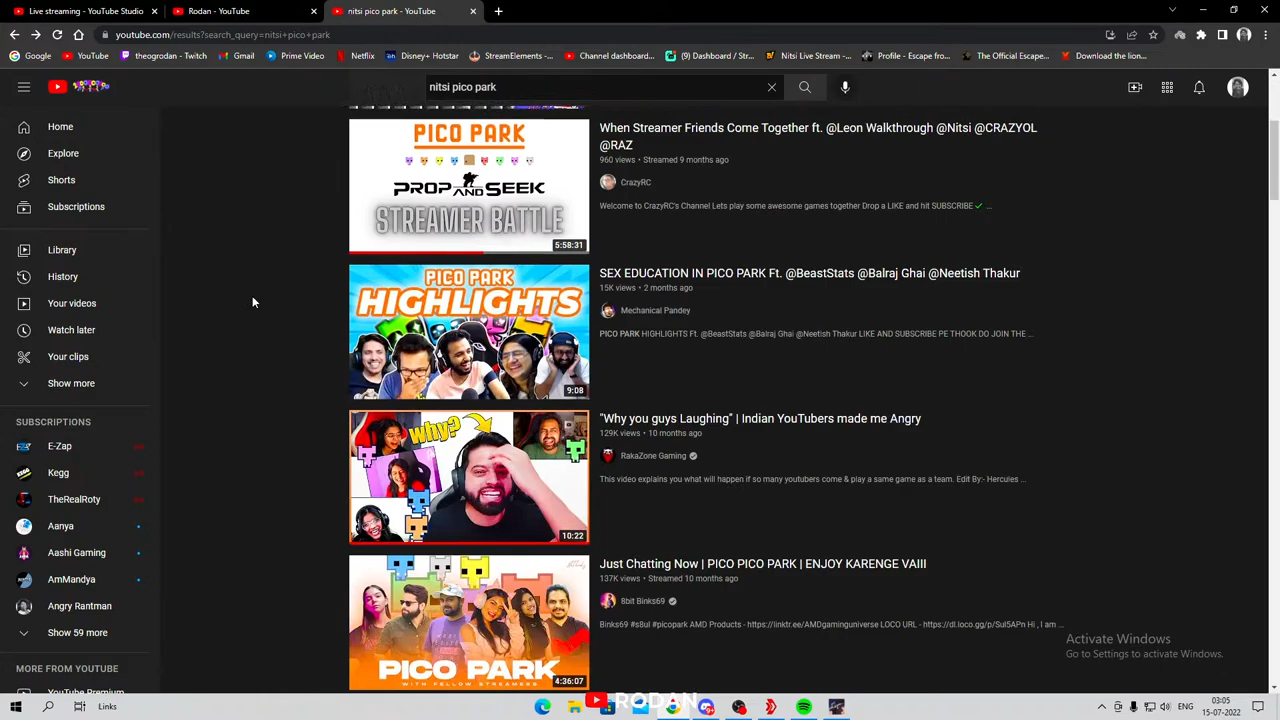 Live streaming - YouTube Studio
Rodan - YouTube
nitsi pico park - YouTube
youtube.com/results?search_query=nitsi+pico+park
Google
YouTube
theogrodan - Twitch
Gmail
Prime Video
Netflix
Disney+ Hotstar
StreamElements -...
Channel dashboard...
(9) Dashboard / Str...
Nitsi Live Stream -...
Profile - Escape fro...
The Official Escape...
Download the lion...
nitsi pico park
Home
Explore
Shorts
Subscriptions
Library
History
Your videos
Watch later
Your clips
Show more
SUBSCRIPTIONS
E-Zap
Kegg
TheRealRoty
Aanya
Aashi Gaming
AmMandya
Angry Rantman
Show 59 more
MORE FROM YOUTUBE
YouTube Premium
PICO PARK
PROP AND SEEK
STREAMER BATTLE
5:58:31
When Streamer Friends Come Together ft. @Leon Walkthrough @Nitsi @CRAZYOL
@RAZ
960 views • Streamed 9 months ago
CrazyRC
Welcome to CrazyRC's Channel Lets play some awesome games together Drop a LIKE and hit SUBSCRIBE✔ ...
PICO PARK
HIGHLIGHTS
9:08
SEX EDUCATION IN PICO PARK Ft. @BeastStats @Balraj Ghai @Neetish Thakur
15K views • 2 months ago
Mechanical Pandey
PICO PARK HIGHLIGHTS Ft. @BeastStats @Balraj Ghai @Neetish Thakur LIKE AND SUBSCRIBE PE THOOK DO JOIN THE ...
why?
10:22
"Why you guys Laughing" | Indian YouTubers made me Angry
129K views • 10 months ago
RakaZone Gaming
This video explains you what will happen if so many youtubers come & play a same game as a team. Edit By:- Hercules ...
PICO PARK
WITH FELLOW STREAMERS
4:36:07
Just Chatting Now | PICO PICO PARK | ENJOY KARENGE VAIII
137K views • Streamed 10 months ago
8bit Binks69
Binks69 #s8ul #picopark AMD Products - https://linktr.ee/AMDgaminguniverse LOCO URL - https://dl.loco.gg/p/Sul5APn Hi , I am ...
Activate Windows
Go to Settings to activate Windows.
RODAN
Links
ENG
03:05
15-07-2022